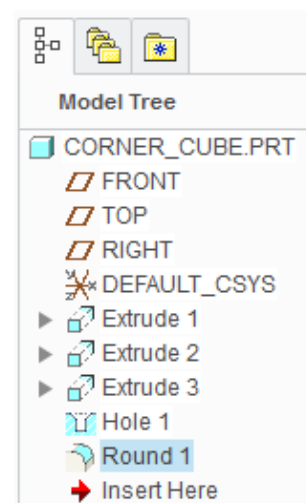 Model Tree
CORNER_CUBE.PRT
FRONT
TOP
RIGHT
DEFAULT_CSYS
Extrude 1
Extrude 2
Extrude 3
Hole 1
Round 1
Insert Here